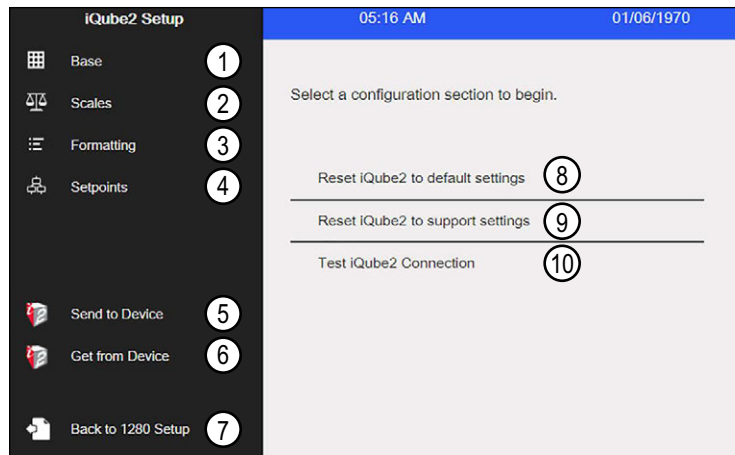 iQube2 Setup
05:16 AM
01/06/1970
Base 1
Scales 2
Formatting 3
Setpoints 4
Send to Device 5
Get from Device 6
Back to 1280 Setup 7
Select a configuration section to begin.
Reset iQube2 to default settings 8
Reset iQube2 to support settings 9
Test iQube2 Connection 10